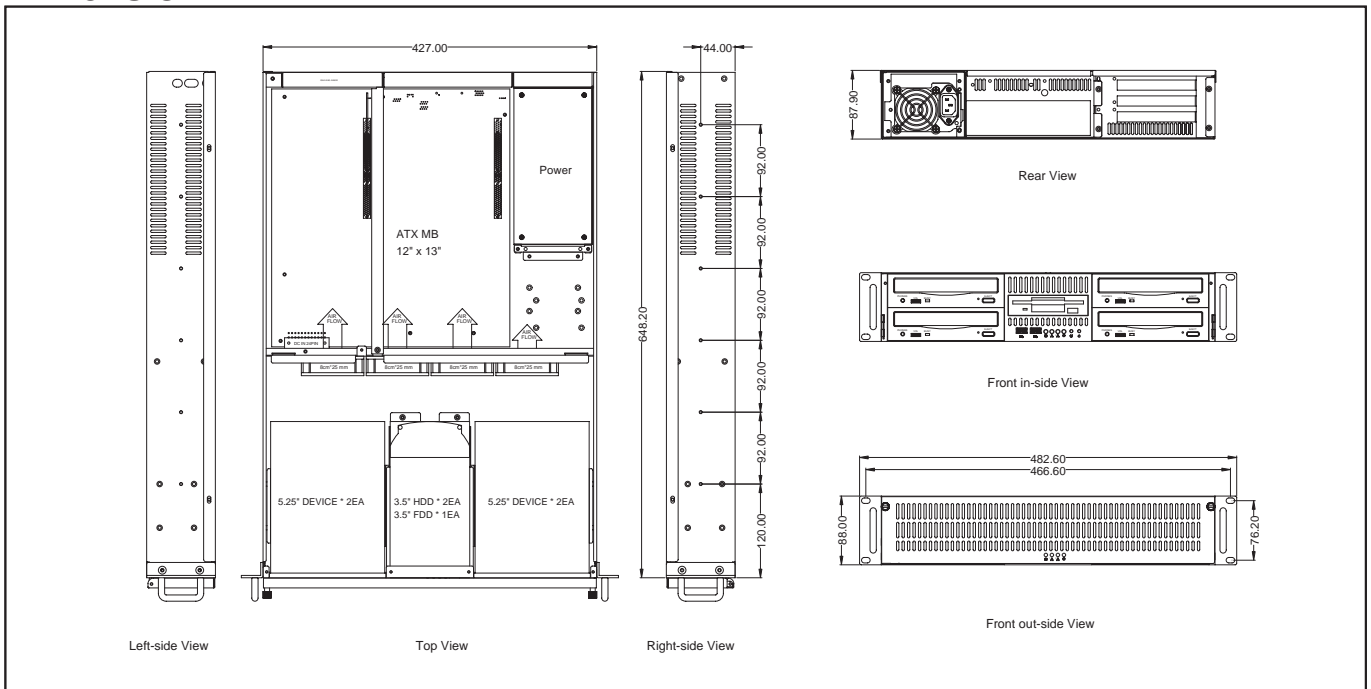 427.00
44.00
648.20
92.00
92.00
92.00
92.00
92.00
120.00
Power
ATX MB
12" x 13"
AIR FLOW
AIR FLOW
AIR FLOW
AIR FLOW
DC IN 24PIN
8cm*25 mm
8cm*25 mm
8cm*25 mm
8cm*25 mm
5.25" DEVICE * 2EA
3.5" HDD * 2EA
3.5" FDD * 1EA
5.25" DEVICE * 2EA
Left-side View
Top View
Right-side View
87.90
Rear View
Front in-side View
482.60
466.60
88.00
76.20
Front out-side View